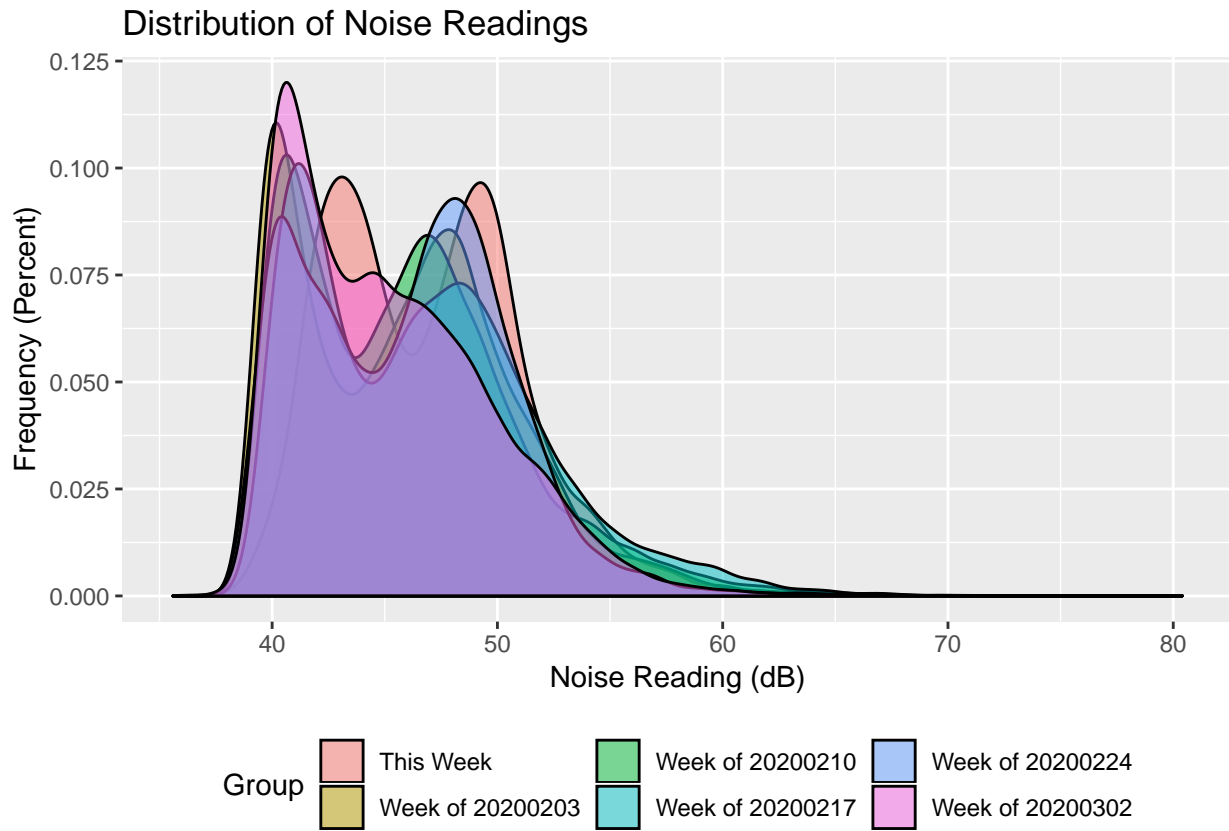 Distribution of Noise Readings
0.125
0.100
0.075
0.050
0.025
0.000
Frequency (Percent)
40 50 60 70 80
Noise Reading (dB)
Group
This Week
Week of 20200203
Week of 20200210
Week of 20200217
Week of 20200224
Week of 20200302